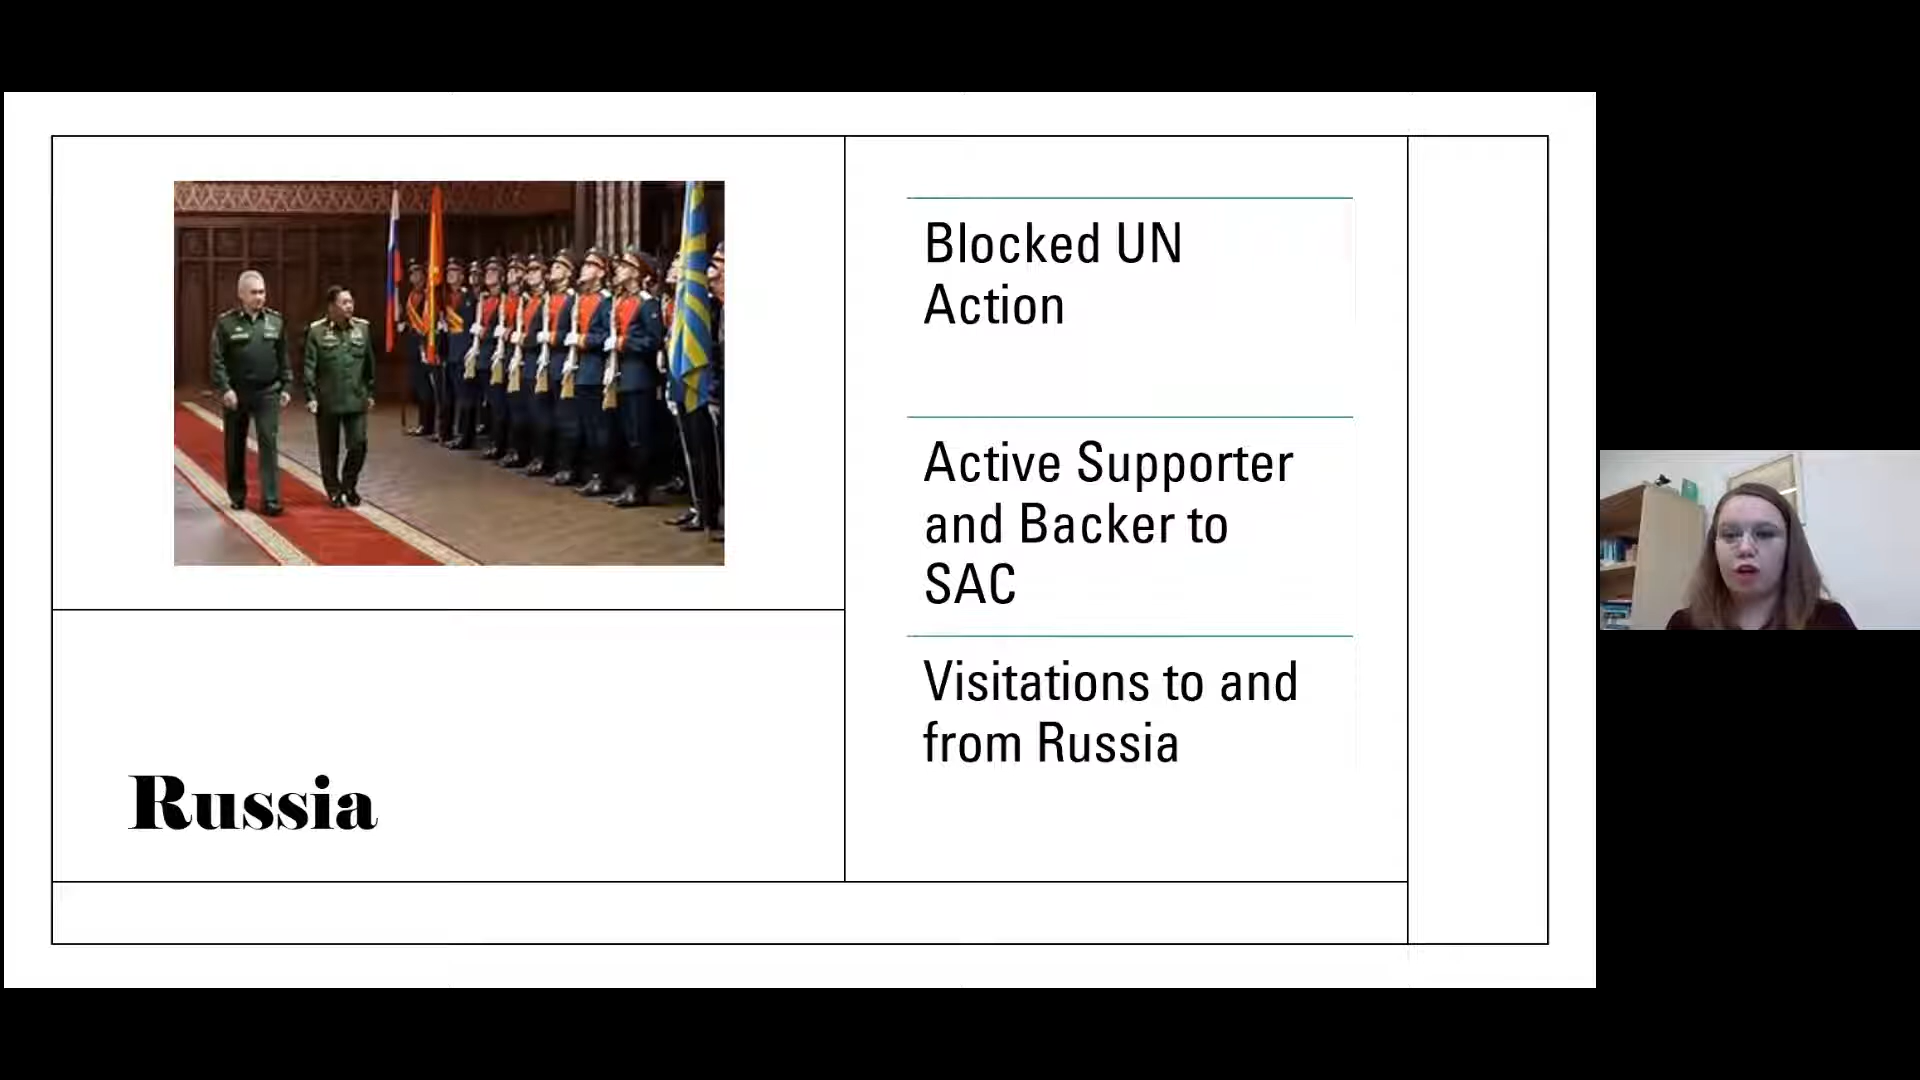 Blocked UN
Action
Active Supporter
and Backer to
SAC
Visitations to and
from Russia
Russia